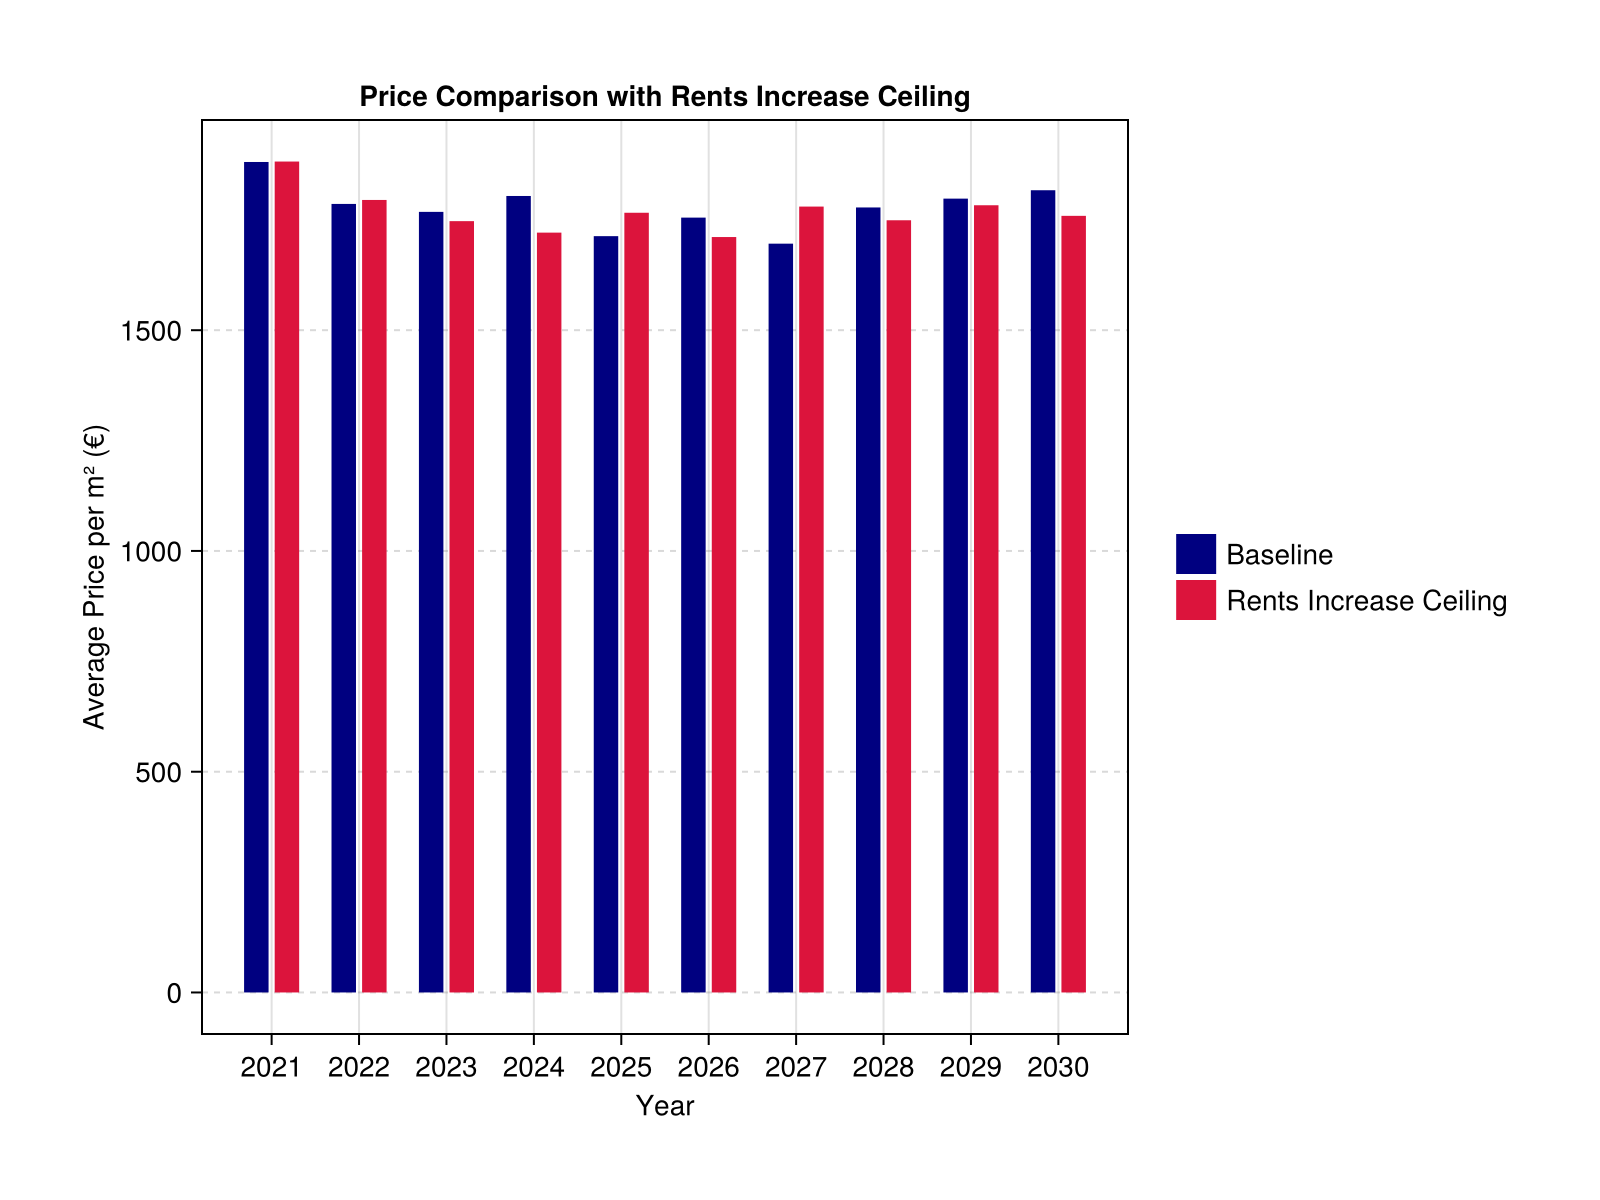 Price Comparison with Rents Increase Ceiling
Average Price per m² (€)
1500
1000
500
0
2021 2022 2023 2024 2025 2026 2027 2028 2029 2030
Year
Baseline
Rents Increase Ceiling